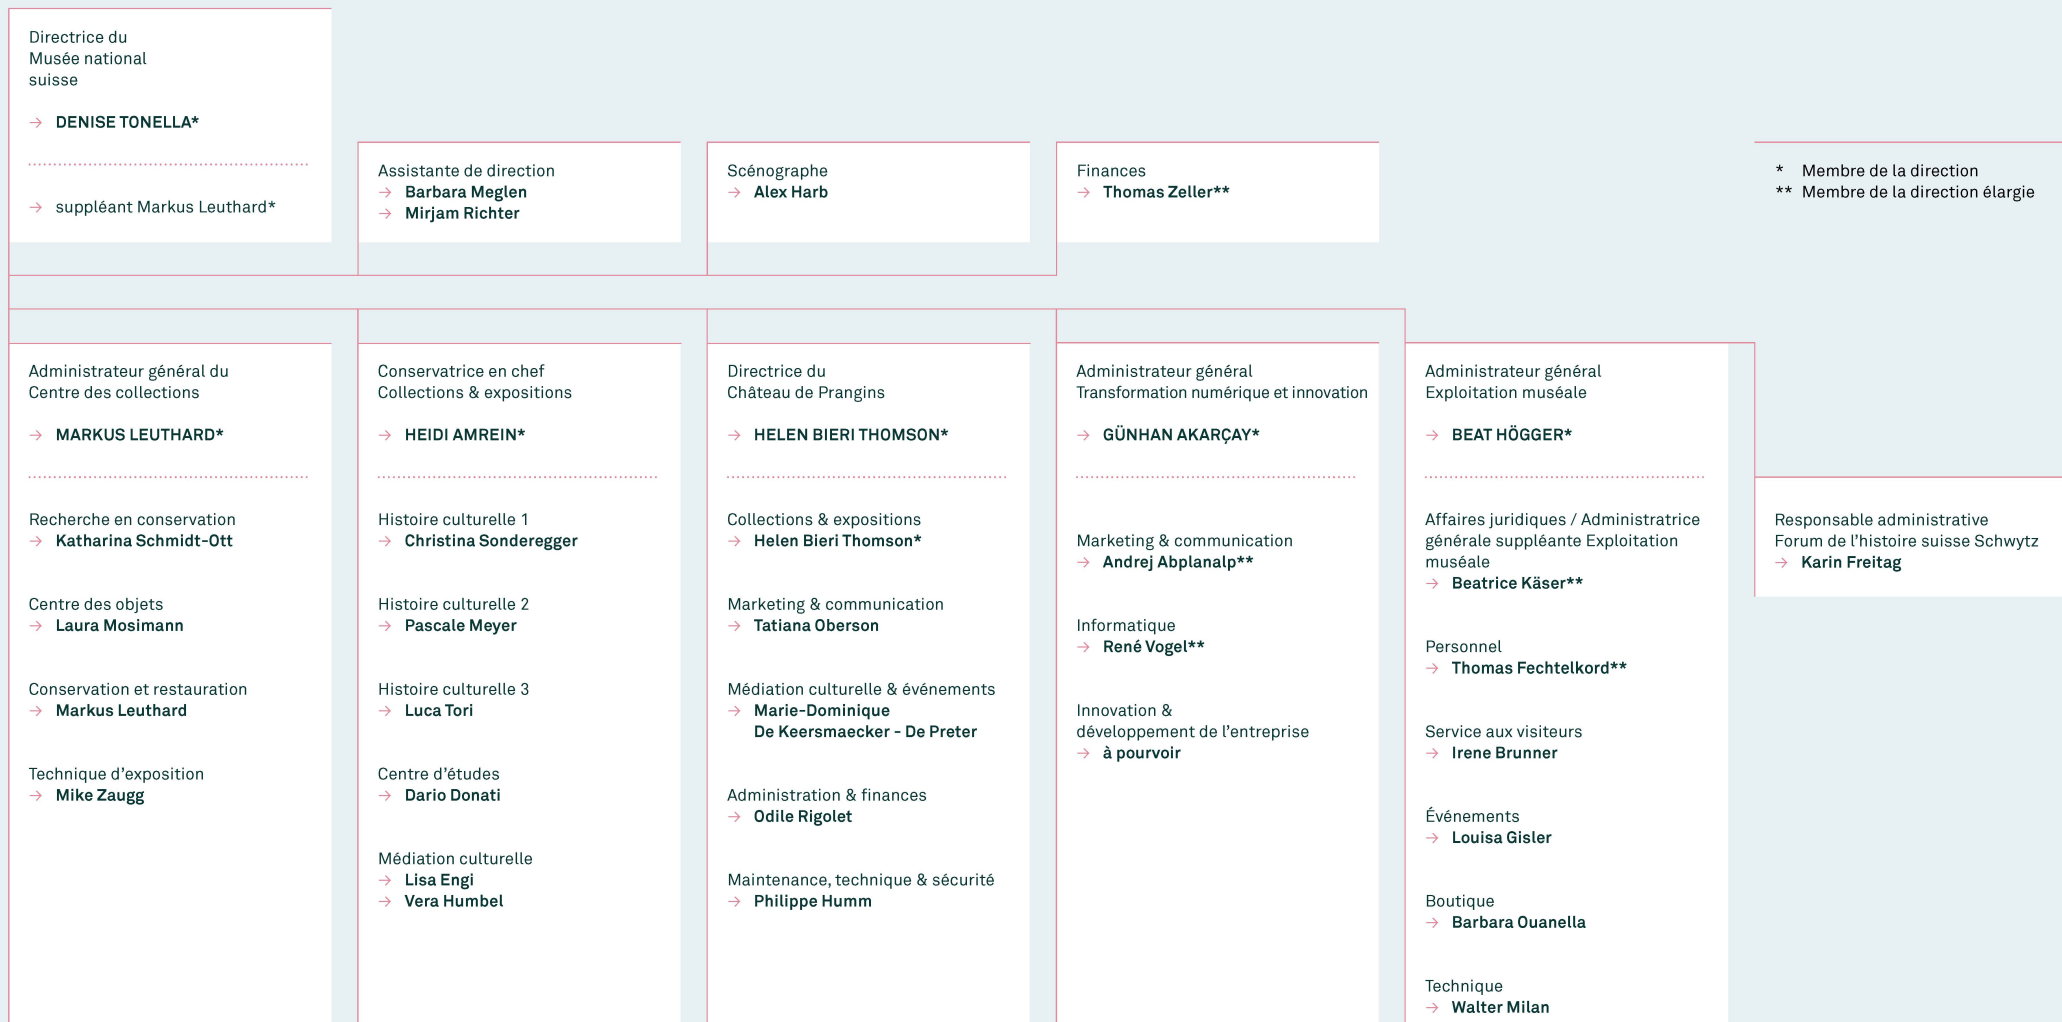 Directrice du
Musée national
suisse
→ DENISE TONELLA*
→ suppléant Markus Leuthard*
Assistante de direction
→ Barbara Meglen
→ Mirjam Richter
Scénographe
→ Alex Harb
Finances
→ Thomas Zeller**
* Membre de la direction
** Membre de la direction élargie
Administrateur général du
Centre des collections
→ MARKUS LEUTHARD*
Recherche en conservation
→ Katharina Schmidt-Ott
Centre des objets
→ Laura Mosimann
Conservation et restauration
→ Markus Leuthard
Technique d’exposition
→ Mike Zaugg
Conservatrice en chef
Collections & expositions
→ HEIDI AMREIN*
Histoire culturelle 1
→ Christina Sonderegger
Histoire culturelle 2
→ Pascale Meyer
Histoire culturelle 3
→ Luca Tori
Centre d’études
→ Dario Donati
Médiation culturelle
→ Lisa Engi
→ Vera Humbel
Directrice du
Château de Prangins
→ HELEN BIERI THOMSON*
Collections & expositions
→ Helen Bieri Thomson*
Marketing & communication
→ Tatiana Oberson
Médiation culturelle & événements
→ Marie-Dominique
De Keersmaecker - De Preter
Administration & finances
→ Odile Rigolet
Maintenance, technique & sécurité
→ Philippe Humm
Administrateur général
Transformation numérique et innovation
→ GÜNHAN AKARÇAY*
Marketing & communication
→ Andrej Abplanalp**
Informatique
→ René Vogel**
Innovation &
développement de l’entreprise
→ à pourvoir
Administrateur général
Exploitation muséale
→ BEAT HÖGGER*
Affaires juridiques / Administratrice
générale suppléante Exploitation
muséale
→ Beatrice Käser**
Personnel
→ Thomas Fechtelkord**
Service aux visiteurs
→ Irene Brunner
Événements
→ Louisa Gisler
Boutique
→ Barbara Ouanella
Technique
→ Walter Milan
Responsable administrative
Forum de l’histoire suisse Schwytz
→ Karin Freitag